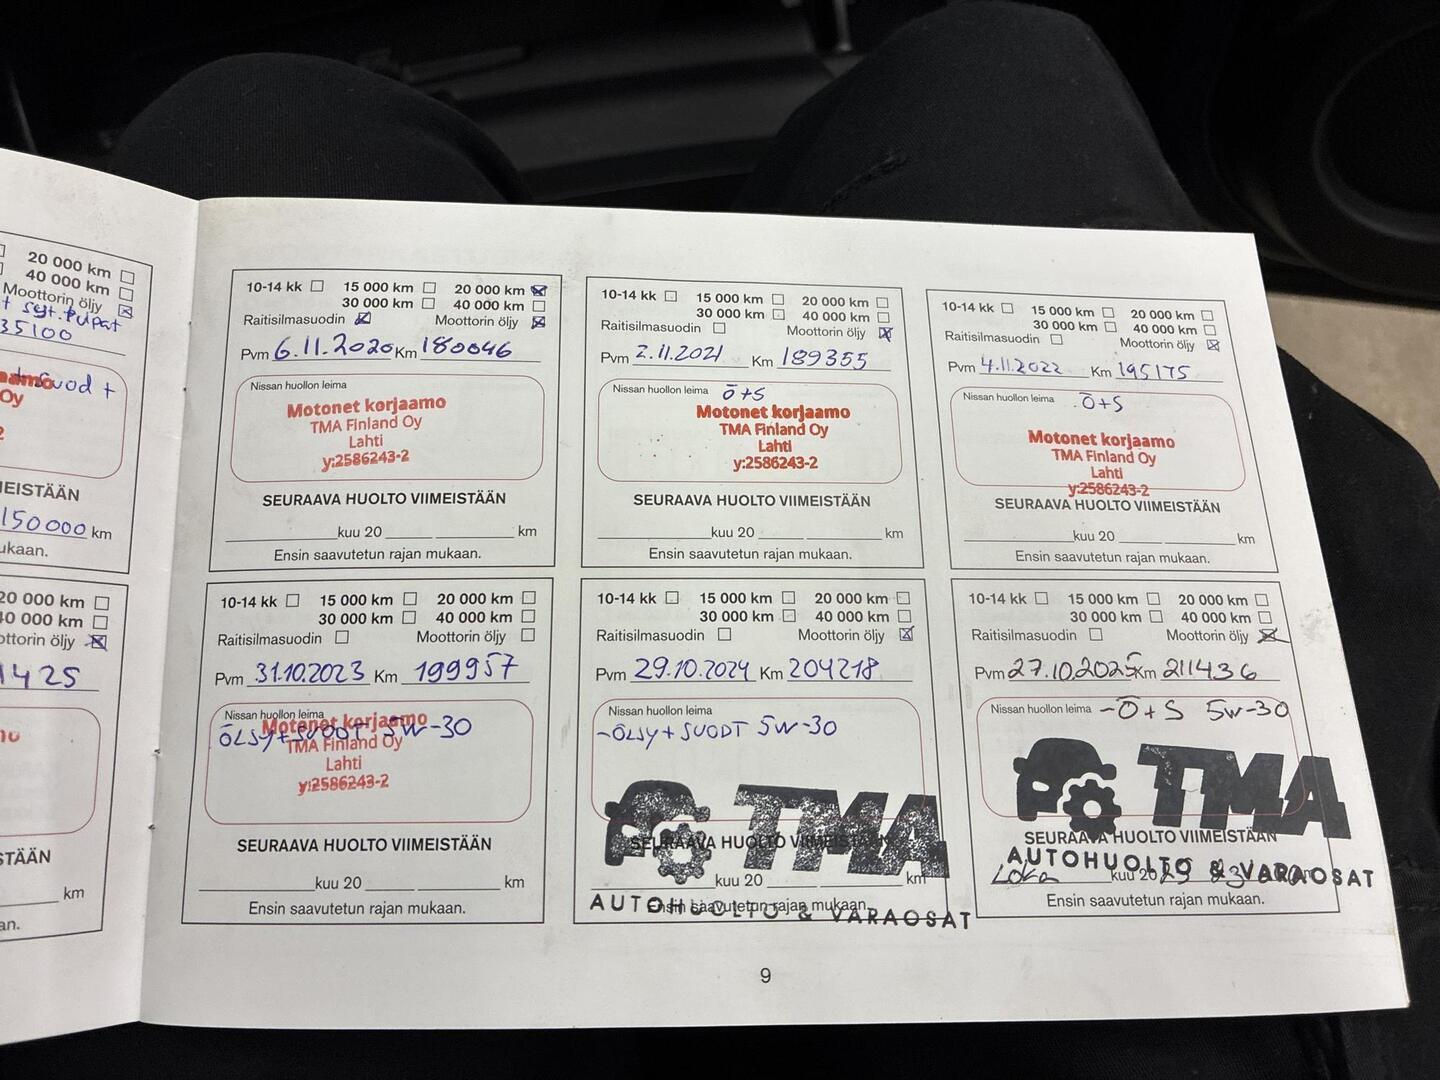 20 000 km
40 000 km
Moottorin öljy
35100
suod +
Oy
150000 km
20 000 km
40 000 km
1425
km
10-14 kk 15 000 km 20 000 km
30 000 km 40 000 km
Raitisilmasuodin Moottorin öljy
Pvm 6.11.2020 Km 180046
Nissan huollon leima
Motonet korjaamo
TMA Finland Oy
Lahti
y:2586243-2
SEURAAVA HUOLTO VIIMEISTÄÄN
kuu 20 km
Ensin saavutetun rajan mukaan.
10-14 kk 15 000 km 20 000 km
30 000 km 40 000 km
Raitisilmasuodin Moottorin öljy
Pvm 2.11.2021 Km 189355
Nissan huollon leima Ö+S
Motonet korjaamo
TMA Finland Oy
Lahti
y:2586243-2
SEURAAVA HUOLTO VIIMEISTÄÄN
kuu 20 km
Ensin saavutetun rajan mukaan.
10-14 kk 15 000 km 20 000 km
30 000 km 40 000 km
Raitisilmasuodin Moottorin öljy
Pvm 4.11.2022 Km 195175
Nissan huollon leima Ö+S
Motonet korjaamo
TMA Finland Oy
Lahti
y:2586243-2
SEURAAVA HUOLTO VIIMEISTÄÄN
kuu 20 km
Ensin saavutetun rajan mukaan.
10-14 kk 15 000 km 20 000 km
30 000 km 40 000 km
Raitisilmasuodin Moottorin öljy
Pvm 31.10.2023 Km 199957
Nissan huollon leima
Motonet korjaamo
ÖLJY+SUODT 5W-30
TMA Finland Oy
Lahti
y:2586243-2
SEURAAVA HUOLTO VIIMEISTÄÄN
kuu 20 km
Ensin saavutetun rajan mukaan.
10-14 kk 15 000 km 20 000 km
30 000 km 40 000 km
Raitisilmasuodin Moottorin öljy
Pvm 29.10.2024 Km 204218
Nissan huollon leima
-ÖLJY+SUODT 5W-30
TMA
SEURAAVA HUOLTO VIIMEISTÄÄN
kuu 20 km
AUTOHUOLTO & VARAOSAT
Ensin saavutetun rajan mukaan.
10-14 kk 15 000 km 20 000 km
30 000 km 40 000 km
Raitisilmasuodin Moottorin öljy
Pvm 27.10.2025 Km 211436
Nissan huollon leima -Ö+S 5W-30
TMA
SEURAAVA HUOLTO VIIMEISTÄÄN
AUTOHUOLTO & VARAOSAT
Loka kuu 20
Ensin saavutetun rajan mukaan.
9